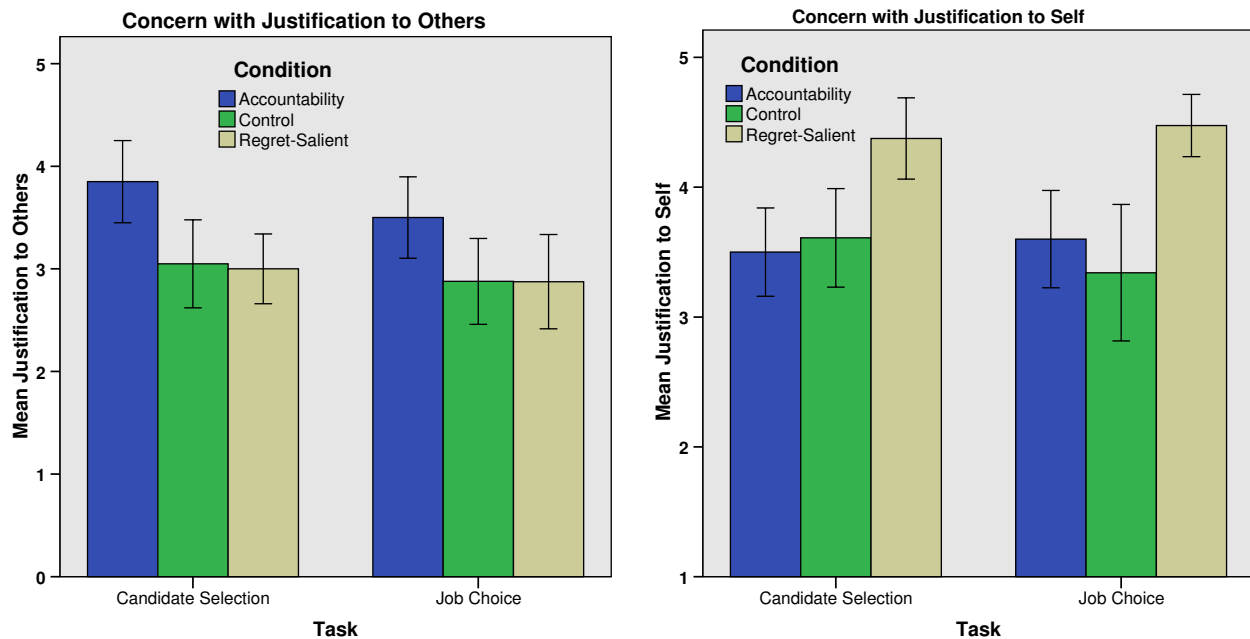 Concern with Justification to Others
Mean Justification to Others
5
4
3
2
1
0
Condition
Accountability
Control
Regret-Salient
Candidate Selection
Job Choice
Task
Concern with Justification to Self
Mean Justification to Self
5
4
3
2
1
Condition
Accountability
Control
Regret-Salient
Candidate Selection
Job Choice
Task